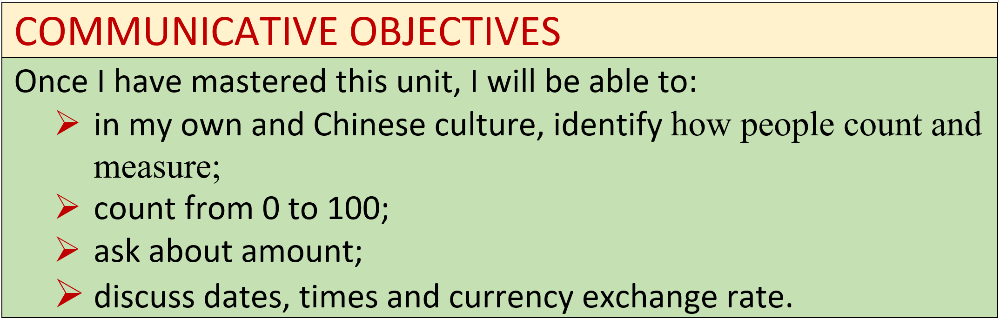 COMMUNICATIVE OBJECTIVES
Once I have mastered this unit, I will be able to:
in my own and Chinese culture, identify how people count and
measure;
count from 0 to 100;
ask about amount;
discuss dates, times and currency exchange rate.